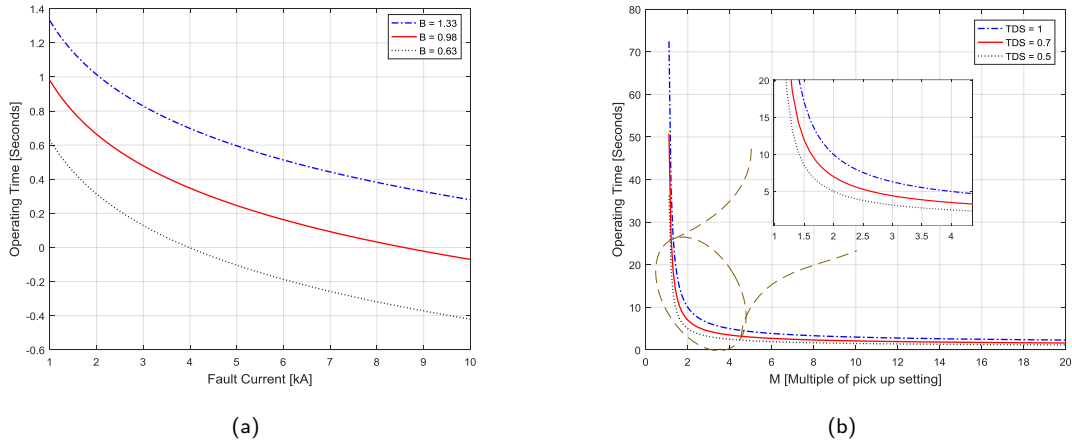 1.4
1.2
1
0.8
0.6
0.4
0.2
0
-0.2
-0.4
-0.6
Operating Time [Seconds]
B = 1.33
B = 0.98
B = 0.63
1 2 3 4 5 6 7 8 9 10
Fault Current [kA]
(a)
80
70
60
50
40
30
20
10
0
Operating Time [Seconds]
TDS = 1
TDS = 0.7
TDS = 0.5
20
15
10
5
1 1.5 2 2.5 3 3.5 4
0 2 4 6 8 10 12 14 16 18 20
M [Multiple of pick up setting]
(b)